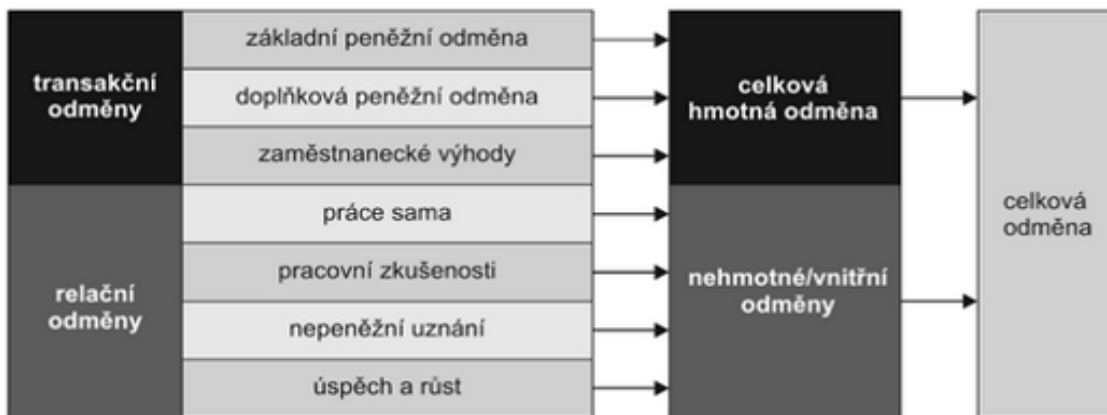 transakční
odměny
základní peněžní odměna
doplňková peněžní odměna
zaměstnanecké výhody
relační
odměny
práce sama
pracovní zkušenosti
nepeněžní uznání
úspěch a růst
celková
hmotná odměna
nehmotné/vnitřní
odměny
celková
odměna